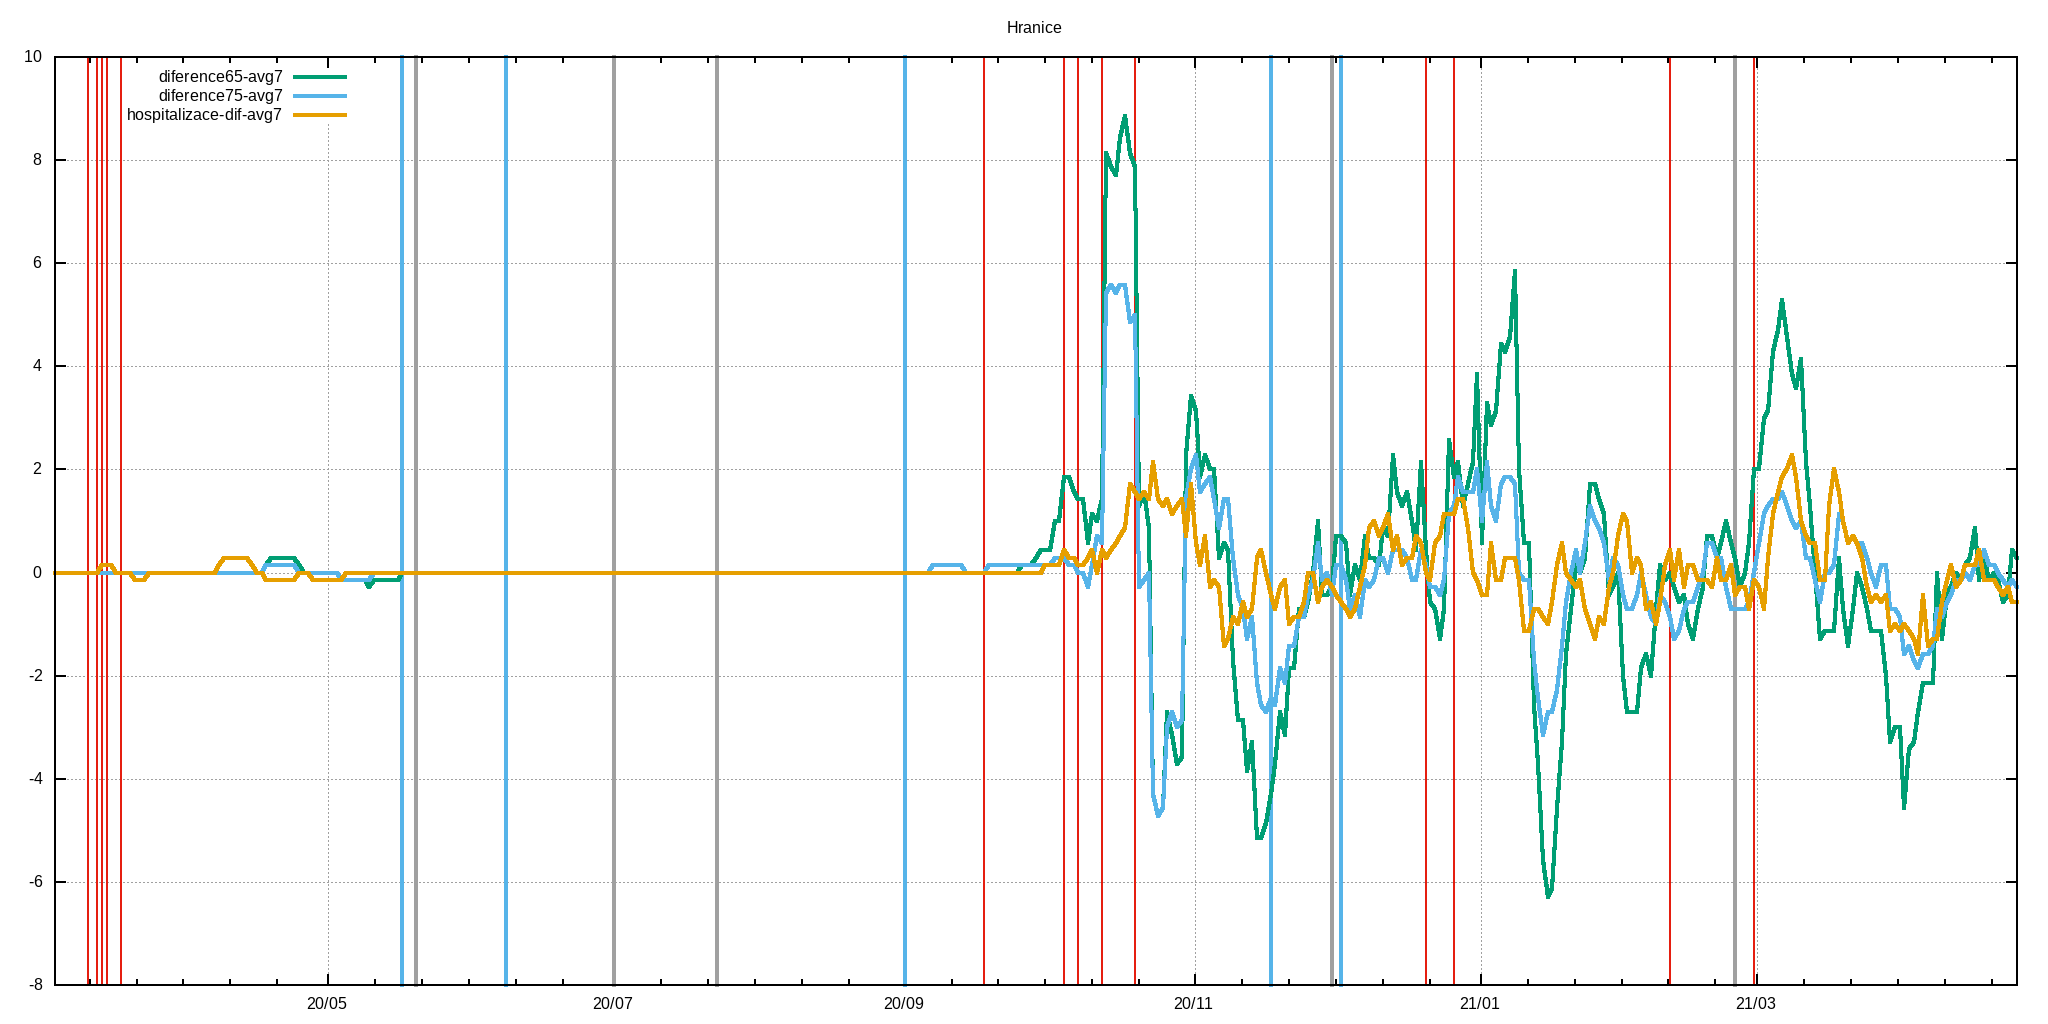 Hranice
10
diference65-avg7
diference75-avg7
hospitalizace-dif-avg7
8
6
4
2
0
-2
-4
-6
-8
20/05 20/07 20/09 20/11 21/01 21/03